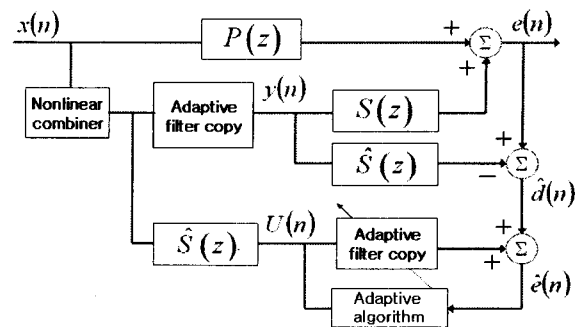 x(n)
P(z)
+
Σ
e(n)
+
Nonlinear
combiner
Adaptive
filter copy
y(n)
S(z)
Ŝ(z)
+
−
Σ
d̂(n)
Ŝ(z)
U(n)
Adaptive
filter copy
+
+
Σ
ê(n)
Adaptive
algorithm